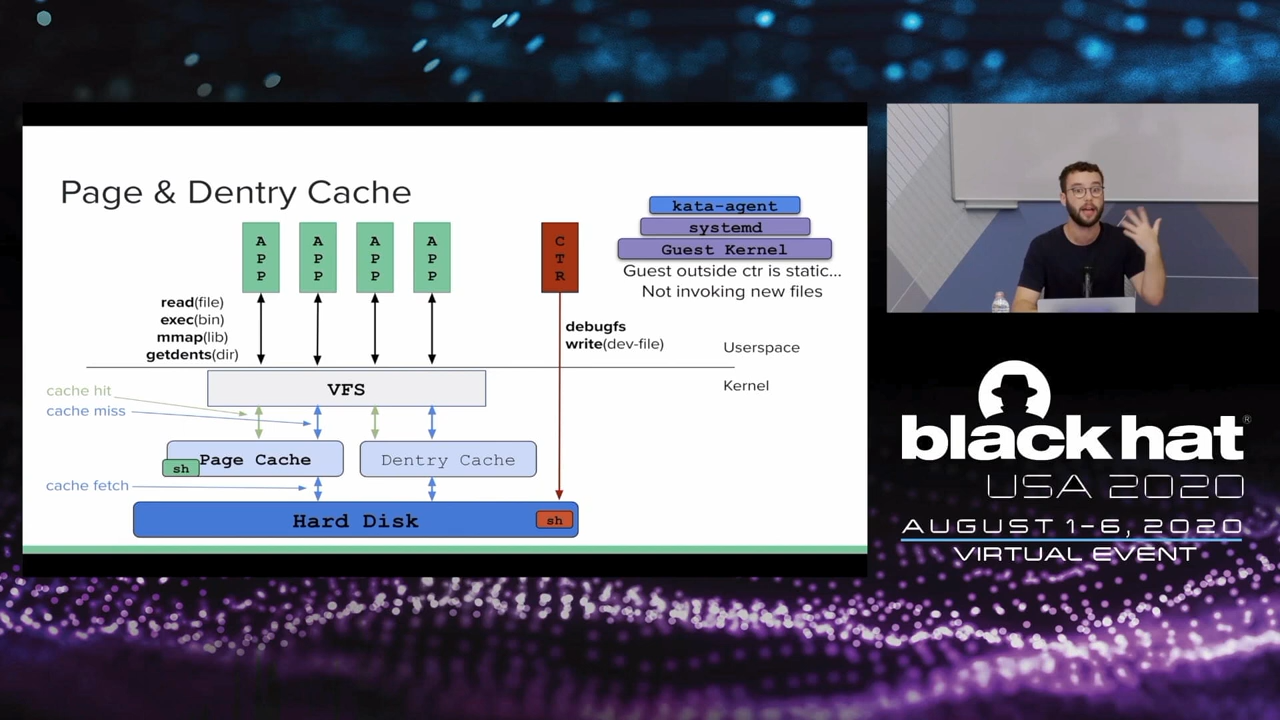 Page & Dentry Cache
kata-agent
systemd
Guest Kernel
Guest outside ctr is static...
Not invoking new files
A P P
A P P
A P P
A P P
C T R
read(file)
exec(bin)
mmap(lib)
getdents(dir)
debugfs
write(dev-file)
Userspace
Kernel
VFS
cache hit
cache miss
Page Cache
sh
Dentry Cache
cache fetch
Hard Disk
sh
black hat®
USA 2020
AUGUST 1-6, 2020
VIRTUAL EVENT